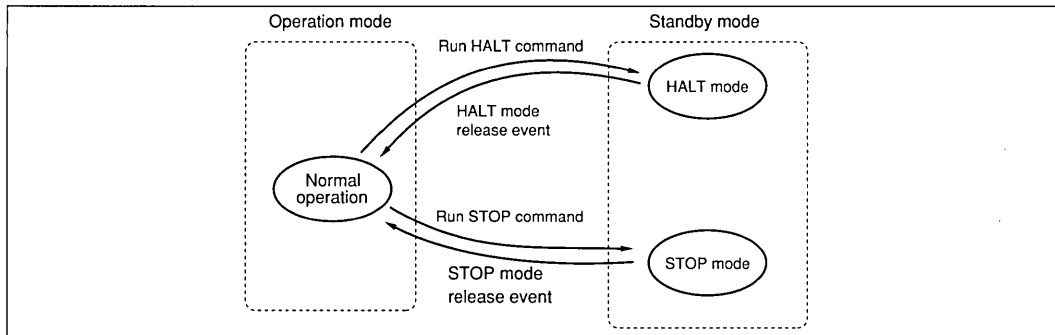 Operation mode
Standby mode
Run HALT command
HALT mode
HALT mode
release event
Normal
operation
Run STOP command
STOP mode
STOP mode
release event